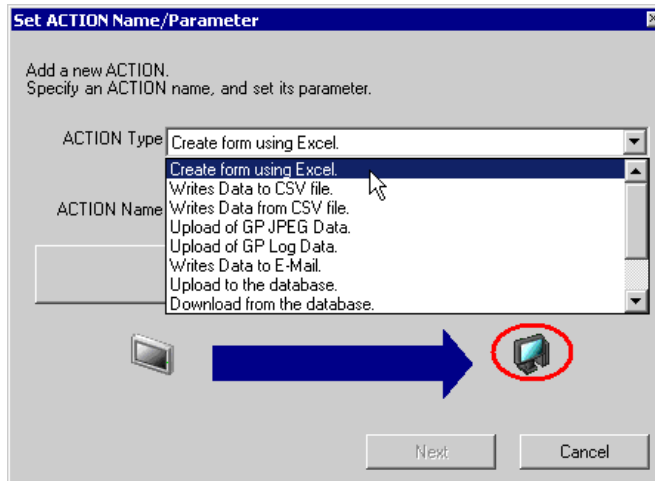 Set ACTION Name/Parameter
Add a new ACTION.
Specify an ACTION name, and set its parameter.
ACTION Type
Create form using Excel.
Create form using Excel.
Writes Data to CSV file.
ACTION Name
Writes Data from CSV file.
Upload of GP JPEG Data.
Upload of GP Log Data.
Writes Data to E-Mail.
Upload to the database.
Download from the database.
Next
Cancel